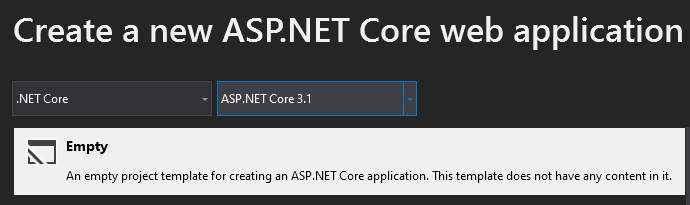 Create a new ASP.NET Core web application
.NET Core
ASP.NET Core 3.1
Empty
An empty project template for creating an ASP.NET Core application. This template does not have any content in it.